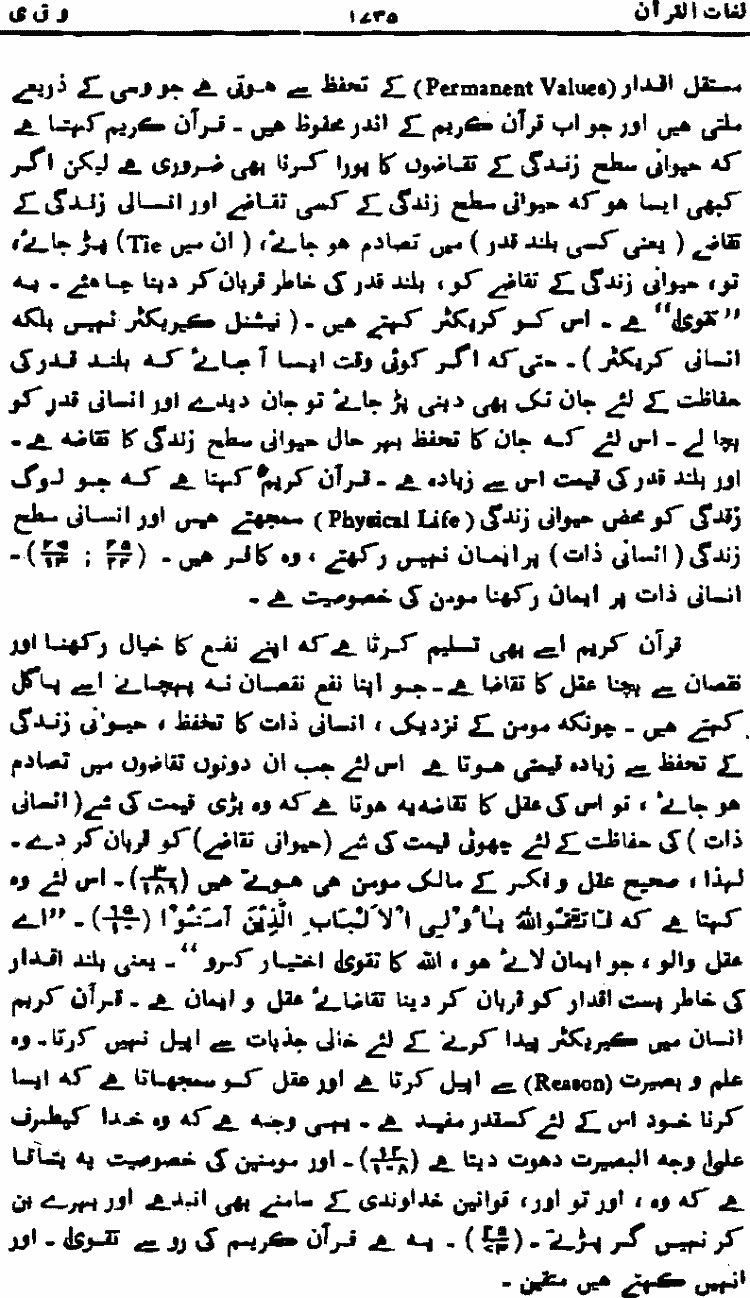 لغات القرآن ۱۷۳۵ و ق ی
مستقل اقدار (Permanent Values) کے تحفظ سے ہوتی ہے جو وحی کے ذریعے
ملتی ہیں اور جو اب قرآن کریم کے اندر محفوظ ہیں ۔ قرآن کریم کہتا ہے
کہ حیوانی سطح زندگی کے تقاضوں کا پورا کرنا بھی ضروری ہے لیکن اگر
کبھی ایسا ہو کہ حیوانی سطح زندگی کے کسی تقاضے اور انسانی زندگی کے
تقاضے ( یعنی کسی بلند قدر ) میں تصادم ہو جائے، ( ان میں Tie) پڑ جائے،
تو، حیوانی زندگی کے تقاضے کو، بلند قدر کی خاطر قربان کر دینا چاہئے ۔ یہ
”تقویٰ“ ہے ۔ اس کو کریکٹر کہتے ہیں ۔ ( نیشنل کیریکٹر نہیں بلکہ
انسانی کریکٹر ) ۔ حتی کہ اگر کوئی وقت ایسا آ جائے کہ بلند قدر کی
حفاظت کے لئے جان تک بھی دینی پڑ جائے تو جان دیدے اور انسانی قدر کو
بچا لے ۔ اس لئے کہ جان کا تحفظ بہر حال حیوانی سطح زندگی کا تقاضہ ہے ۔
اور بلند قدر کی قیمت اس سے زیادہ ہے ۔ قرآن کریم کہتا ہے کہ جو لوگ
زندگی کو محض حیوانی زندگی (Physical Life) سمجھتے ہیں اور انسانی سطح
زندگی ( انسانی ذات ) پر ایمان نہیں رکھتے ، وہ کافر ہیں ۔ ( ؛ ) ۔
انسانی ذات پر ایمان رکھنا مومن کی خصوصیت ہے ۔
قرآن کریم اسے بھی تسلیم کرتا ہے کہ اپنے نفع کا خیال رکھنا اور
نقصان سے بچنا عقل کا تقاضا ہے ۔ جو اپنا نفع نقصان نہ پہچانے اسے پاگل
کہتے ہیں ۔ چونکہ مومن کے نزدیک ، انسانی ذات کا تحفظ ، حیوانی زندگی
کے تحفظ سے زیادہ قیمتی ہوتا ہے اس لئے جب ان دونوں تقاضوں میں تصادم
ہو جائے ، تو اس کی عقل کا تقاضہ یہ ہوتا ہے کہ وہ بڑی قیمت کی شے ( انسانی
ذات ) کی حفاظت کے لئے چھوٹی قیمت کی شے (حیوانی تقاضے) کو قربان کر دے ۔
لہذا ، صحیح عقل و فکر کے مالک مومن ہی ہوتے ہیں (۳/۱۸۹) ۔ اس لئے وہ
کہتا ہے کہ فَاتَّقُوا اللهَ یٰاُولِی الْاَلْبَابِ الَّذِیْنَ آمَنُوْا ( ) ۔ ”اے
عقل والو ، جو ایمان لائے ہو ، اللہ کا تقویٰ اختیار کرو“ ۔ یعنی بلند اقدار
کی خاطر پست اقدار کو قربان کر دینا تقاضائے عقل و ایمان ہے ۔ قرآن کریم
انسان میں کیریکٹر پیدا کرنے کے لئے خالی جذبات سے اپیل نہیں کرتا ۔ وہ
علم و بصیرت (Reason) سے اپیل کرتا ہے اور عقل کو سمجھاتا ہے کہ ایسا
کرنا خود اس کے لئے کسقدر مفید ہے ۔ یہی وجہ ہے کہ وہ خدا کیطرف
علیٰ وجہ البصیرت دعوت دیتا ہے (۱۲/۱۰۸) ۔ اور مومنین کی خصوصیت یہ بتاتا
ہے کہ وہ ، اور تو اور، قوانین خداوندی کے سامنے بھی اندھے اور بہرے بن
کر نہیں گر پڑتے ۔ (۲۵/۷۳) ۔ یہ ہے قرآن کریم کی رو سے تقویٰ ۔ اور
انہیں کہتے ہیں متقین ۔